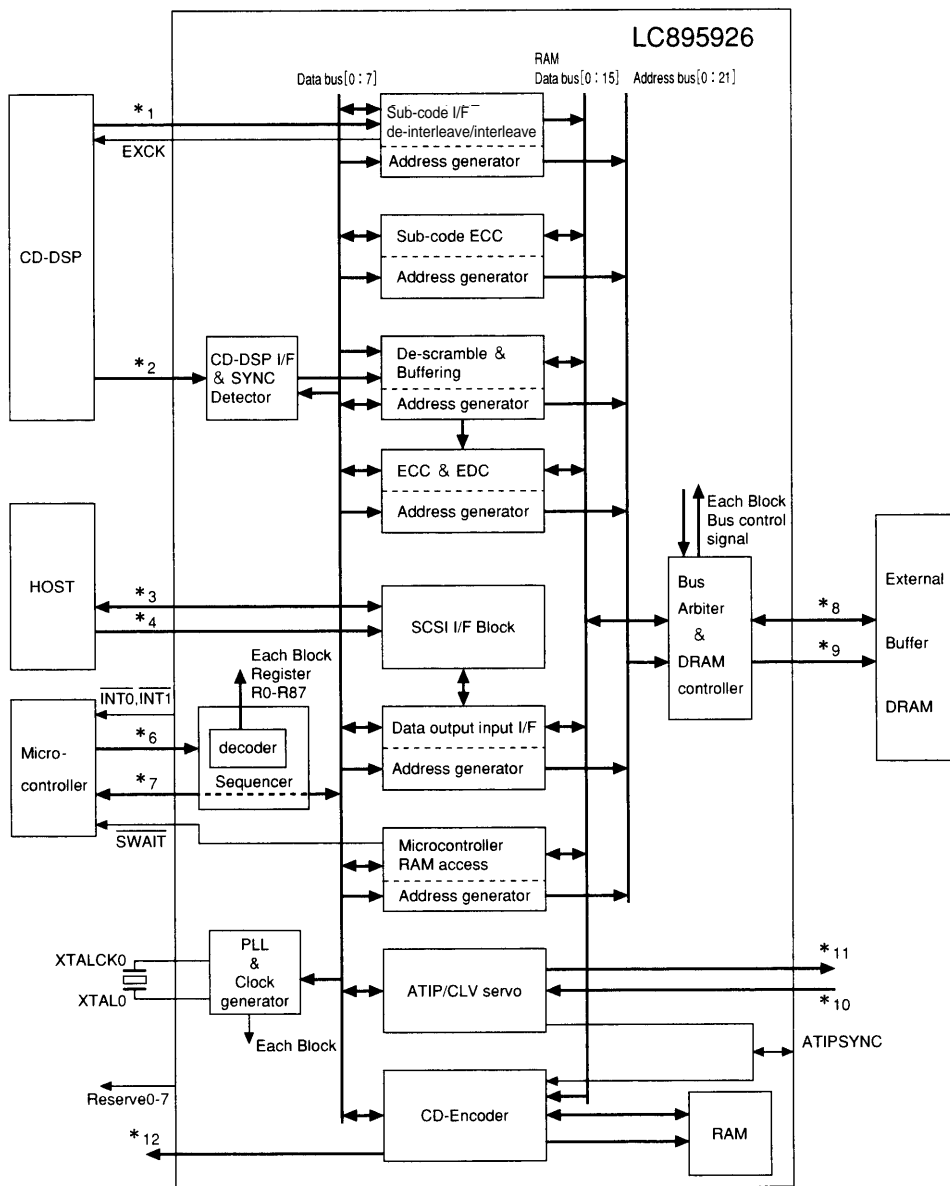 LC895926
RAM
Data bus[0:7]
Data bus[0:15]
Address bus[0:21]
*1
EXCK
Sub-code I/F
de-interleave/interleave
Address generator
CD-DSP
Sub-code ECC
Address generator
*2
CD-DSP I/F
& SYNC
Detector
De-scramble &
Buffering
Address generator
ECC & EDC
Address generator
Each Block
Bus control
signal
HOST
*3
*4
SCSI I/F Block
Bus
Arbiter
&
DRAM
controller
*8
*9
External
Buffer
DRAM
Each Block
Register
R0-R87
INT0,INT1
Micro-
controller
*6
*7
decoder
Sequencer
Data output input I/F
Address generator
SWAIT
Microcontroller
RAM access
Address generator
XTALCK0
XTAL0
PLL
&
Clock
generator
Each Block
ATIP/CLV servo
*11
*10
ATIPSYNC
Reserve0-7
*12
CD-Encoder
RAM